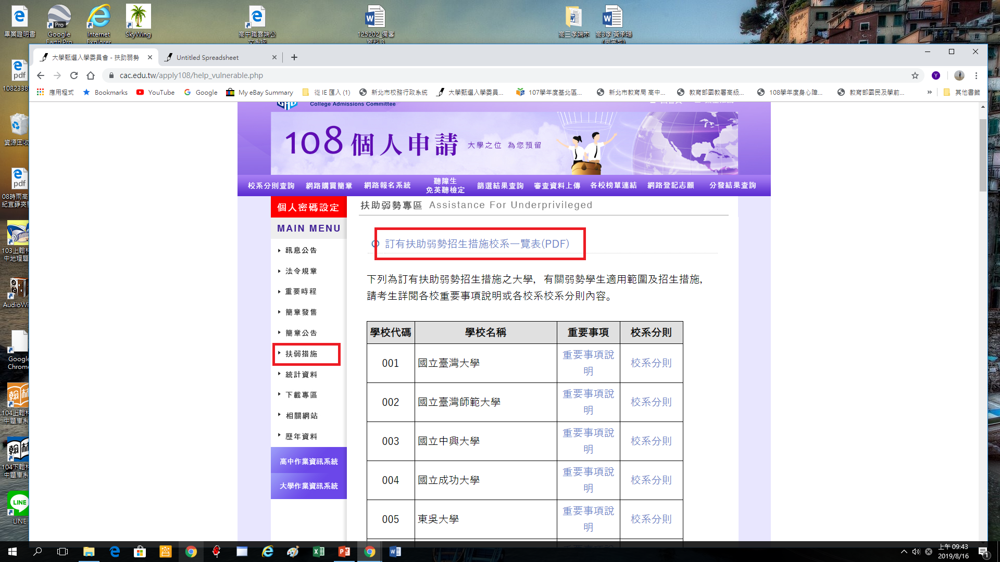 畢業證明書
Google
Earth Pro
Internet
Explorer
SkyWing
高中職雲端公
文系統
125202_備審
資料 3
高三孝端木
高3孝 黃承暘
(未完成)
大學甄選入學委員會 - 扶助弱勢
Untitled Spreadsheet
cac.edu.tw/apply108/help_vulnerable.php
應用程式
Bookmarks
YouTube
Google
My eBay Summary
從 IE 匯入 (1)
新北市校務行政系統
大學甄選入學委員...
107學年度基北區...
新北市教育局 高中...
教育部國教署高級...
108學年度身心障...
教育部國民及學前...
»
其他書籤
College Admissions Committee
108 個人申請 大學之位 為您預留
校系分則查詢
網路購買簡章
網路報名系統
聽障生
免英聽檢定
篩選結果查詢
審查資料上傳
各校榜單連結
網路登記志願
分發結果查詢
個人密碼設定
MAIN MENU
訊息公告
法令規章
重要時程
簡章發售
簡章公告
扶弱措施
統計資料
下載專區
相關網站
歷年資料
高中作業資訊系統
大學作業資訊系統
扶助弱勢專區 Assistance For Underprivileged
訂有扶助弱勢招生措施校系一覽表(PDF)
下列為訂有扶助弱勢招生措施之大學，有關弱勢學生適用範圍及招生措施，
請考生詳閱各校重要事項說明或各校系校系分則內容。
學校代碼 學校名稱 重要事項 校系分則
001 國立臺灣大學 重要事項說
明 校系分則
002 國立臺灣師範大學 重要事項說
明 校系分則
003 國立中興大學 重要事項說
明 校系分則
004 國立成功大學 重要事項說
明 校系分則
005 東吳大學 重要事項說
明 校系分則
pdf
1082338
資源回收
pdf
08時雨高
紀宜錚突
103上翰林
中地理題
AudioWi
Google
Chrome
104上翰林
中題庫系
104下翰林
中題庫系
LINE
LINE
上午 09:43
2019/8/16
1